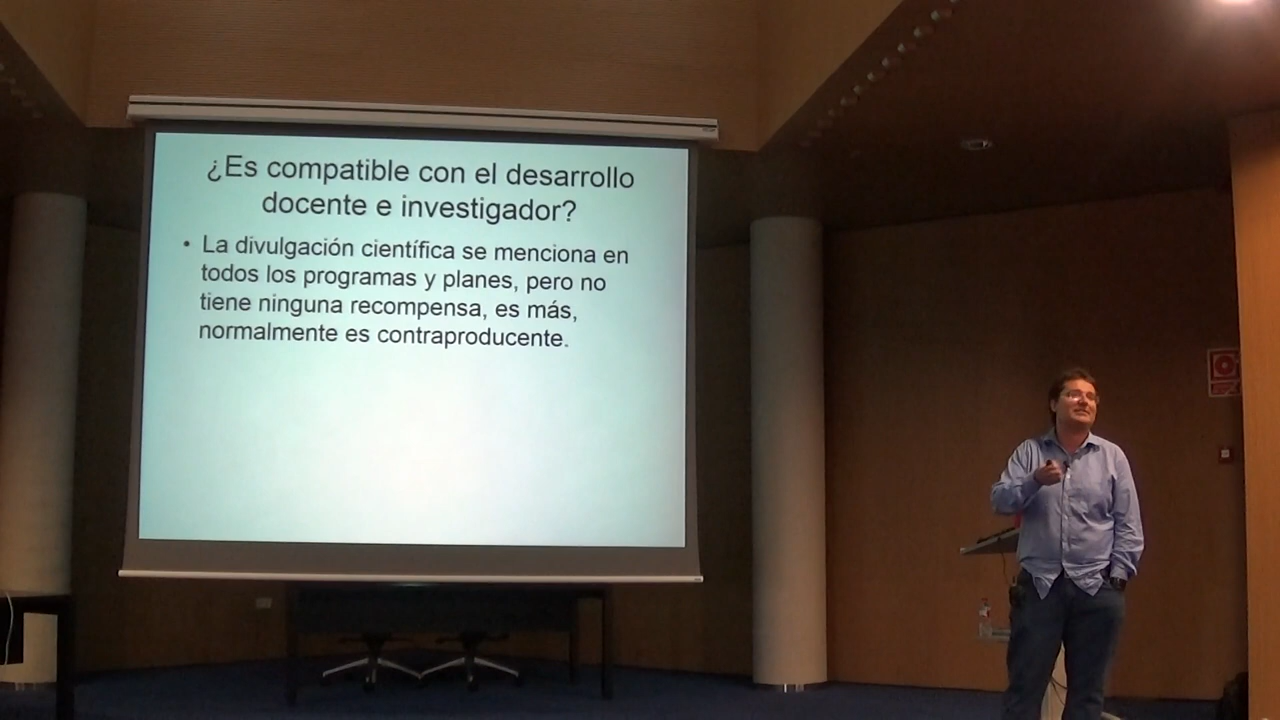 ¿Es compatible con el desarrollo
docente e investigador?
• La divulgación científica se menciona en
todos los programas y planes, pero no
tiene ninguna recompensa, es más,
normalmente es contraproducente.